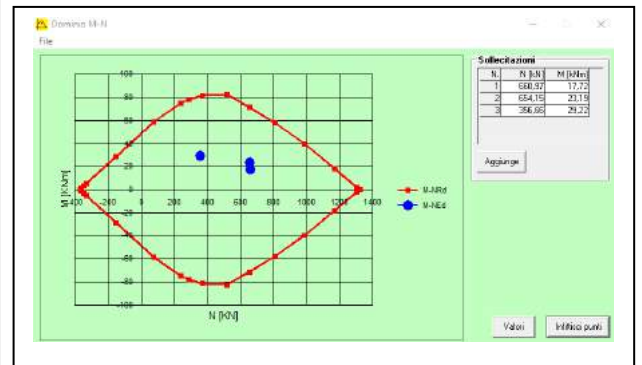 Dominio M-N
File
Sollecitazioni
N. N [kN] M [kNm]
1 660,97 17,72
2 654,15 23,19
3 356,66 29,22
Aggiunge
100
80
60
40
20
0
-20
-40
-60
-80
-100
-400 -200 0 200 400 600 800 1000 1200 1400
M [KNm]
N [KN]
M-NRd
M-NEd
Valori
Infittisci punti